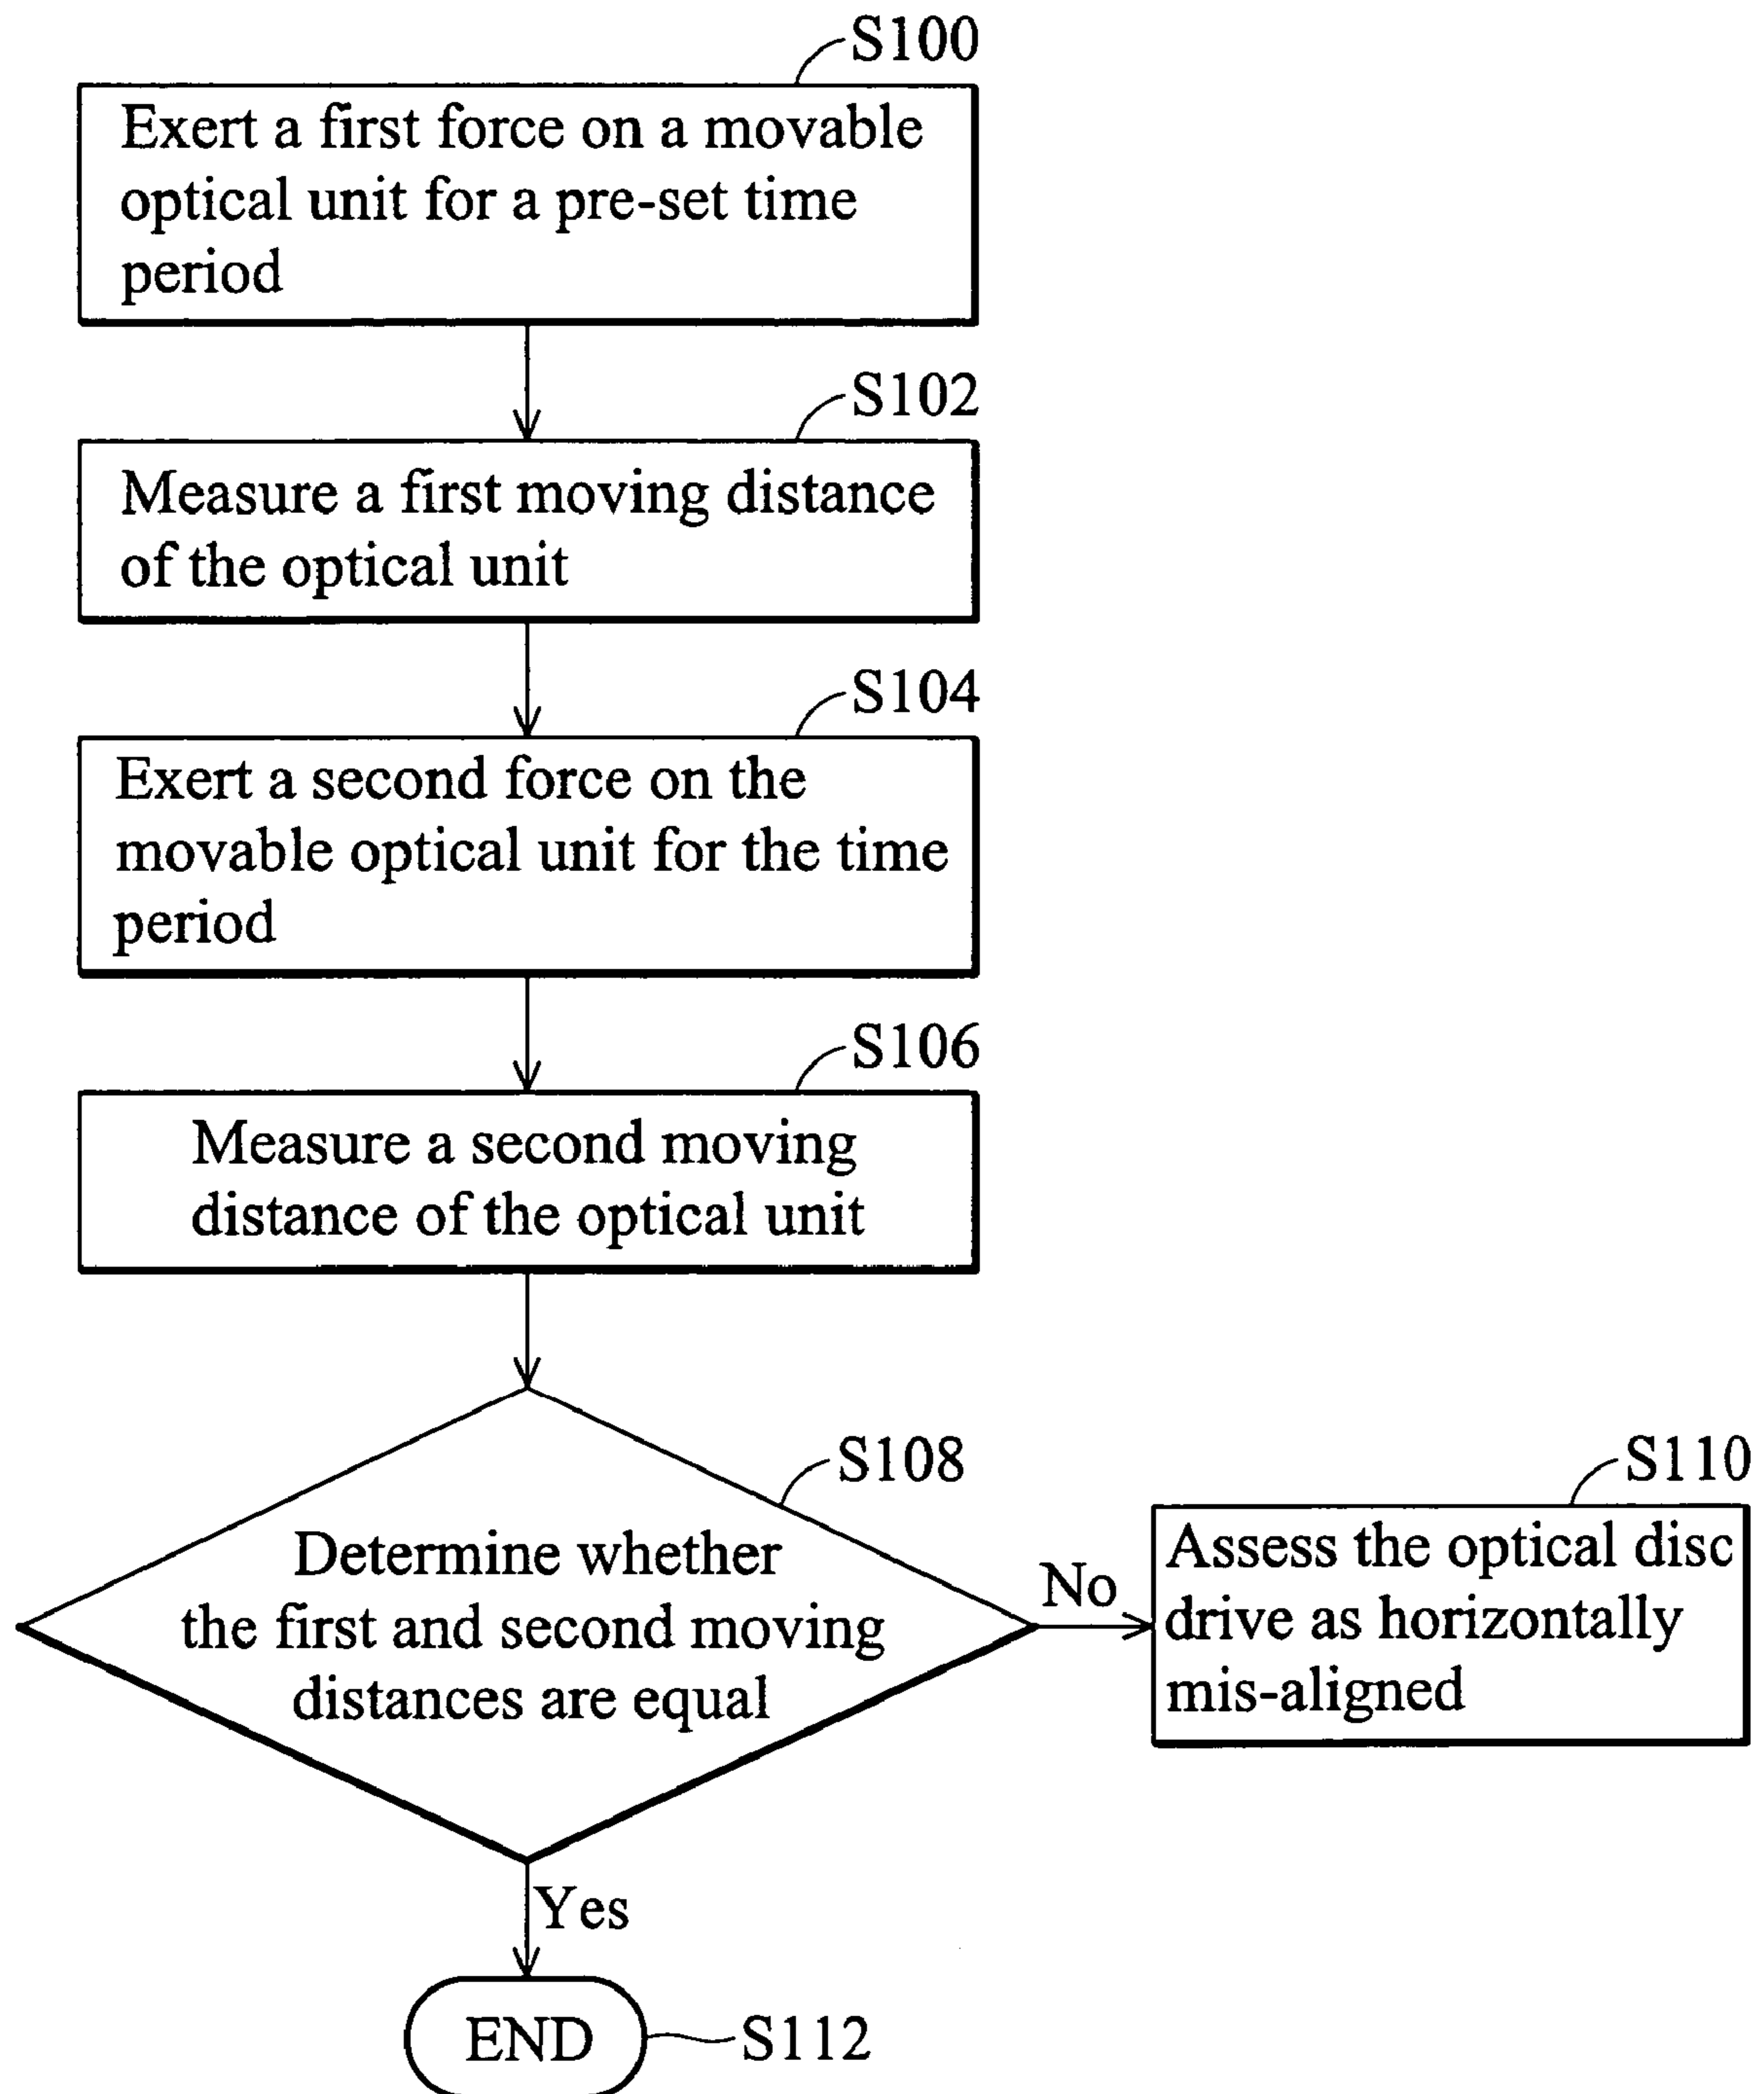 S100
Exert a first force on a movable
optical unit for a pre-set time
period
S102
Measure a first moving distance
of the optical unit
S104
Exert a second force on the
movable optical unit for the time
period
S106
Measure a second moving
distance of the optical unit
S108
Determine whether
the first and second moving
distances are equal
No
S110
Assess the optical disc
drive as horizontally
mis-aligned
Yes
END
S112